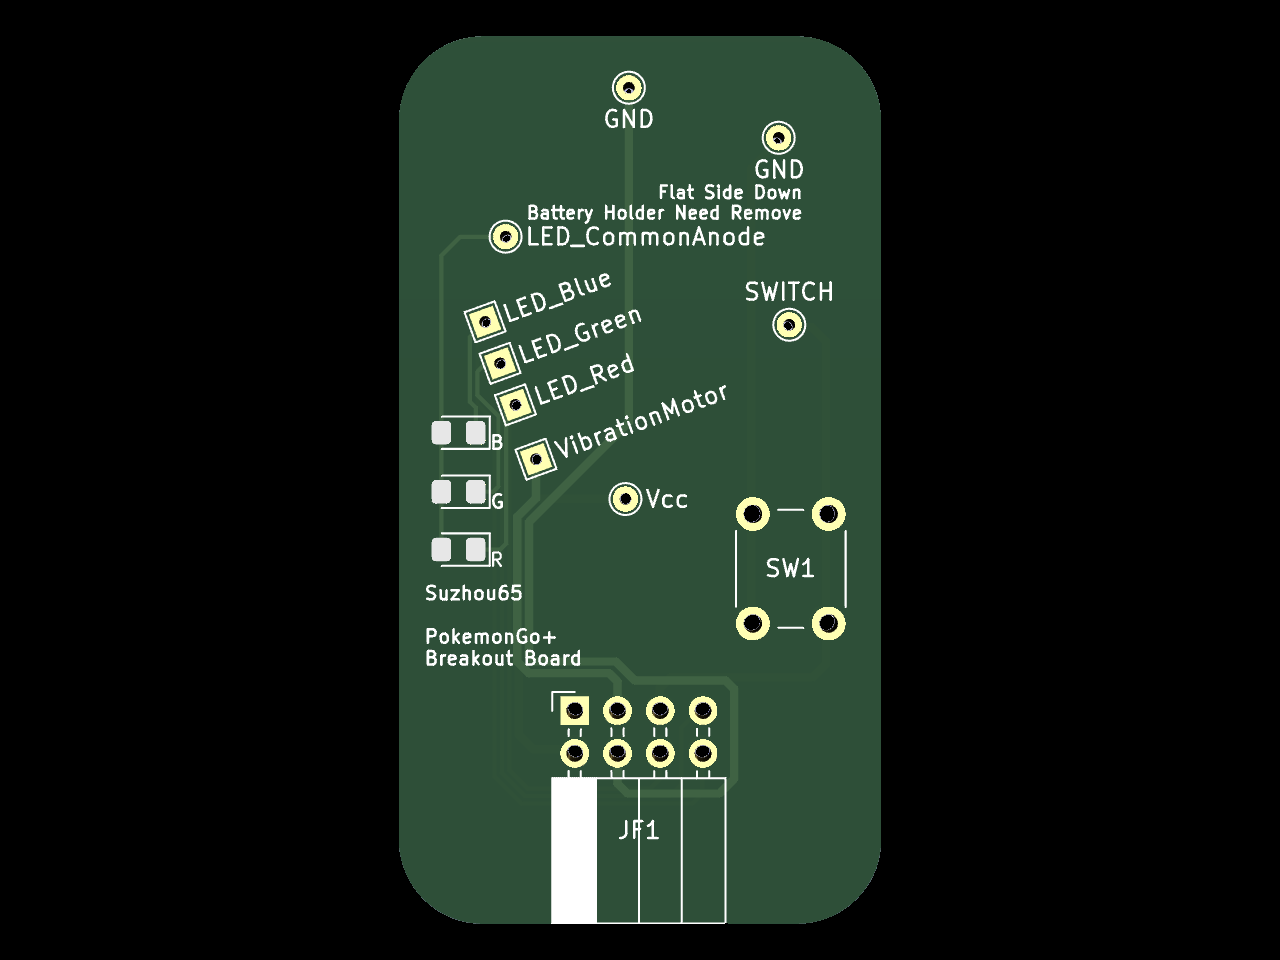 GND
GND
Flat Side Down
Battery Holder Need Remove
LED_CommonAnode
LED_Blue
SWITCH
LED_Green
LED_Red
VibrationMotor
B
Vcc
G
R
SW1
Suzhou65
PokemonGo+
Breakout Board
JF1